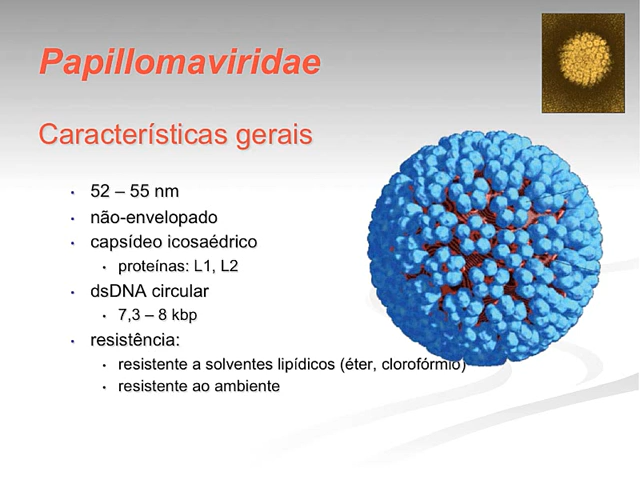 Papillomaviridae
Características gerais
• 52 – 55 nm
• não-envelopado
• capsídeo icosaédrico
• proteínas: L1, L2
• dsDNA circular
• 7,3 – 8 kbp
• resistência:
• resistente a solventes lipídicos (éter, clorofórmio)
• resistente ao ambiente